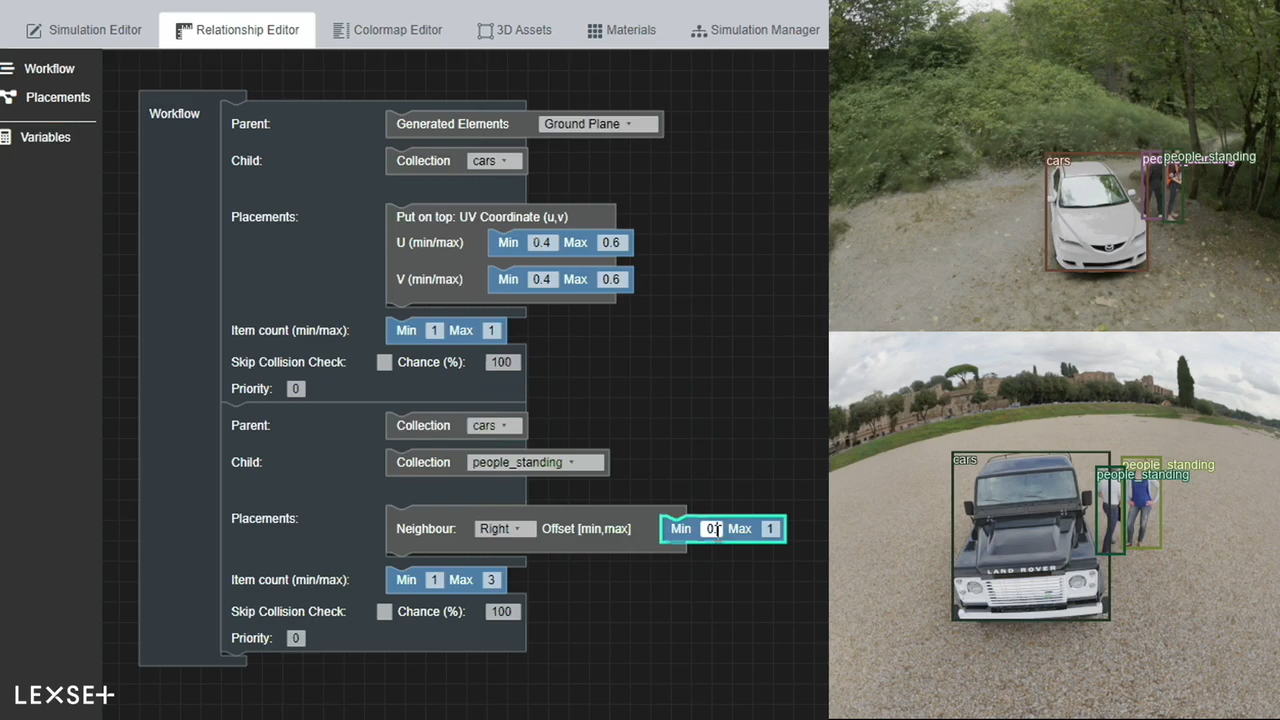 Simulation Editor
Relationship Editor
Colormap Editor
3D Assets
Materials
Simulation Manager
Workflow
Placements
Variables
Workflow
Parent: Generated Elements Ground Plane
Child: Collection cars
Placements: Put on top: UV Coordinate (u,v)
U (min/max) Min 0.4 Max 0.6
V (min/max) Min 0.4 Max 0.6
Item count (min/max): Min 1 Max 1
Skip Collision Check: Chance (%): 100
Priority: 0
Parent: Collection cars
Child: Collection people_standing
Placements: Neighbour: Right Offset [min,max] Min 0 Max 1
Item count (min/max): Min 1 Max 3
Skip Collision Check: Chance (%): 100
Priority: 0
LEXSET
cars
people_standing
cars
people_standing
people_standing
LAND ROVER